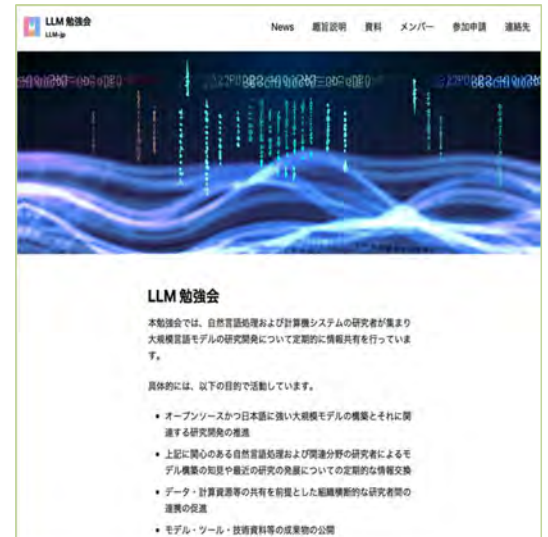 LLM 勉強会
LLM-jp
News 趣旨説明 資料 メンバー 参加申請 連絡先
LLM 勉強会
本勉強会では、自然言語処理および計算機システムの研究者が集まり
大規模言語モデルの研究開発について定期的に情報共有を行っていま
す。
具体的には、以下の目的で活動しています。
• オープンソースかつ日本語に強い大規模モデルの構築とそれに関
連する研究開発の推進
• 上記に関心のある自然言語処理および関連分野の研究者によるモ
デル構築の知見や最近の研究の発展についての定期的な情報交換
• データ・計算資源等の共有を前提とした組織横断的な研究者間の
連携の促進
• モデル・ツール・技術資料等の成果物の公開